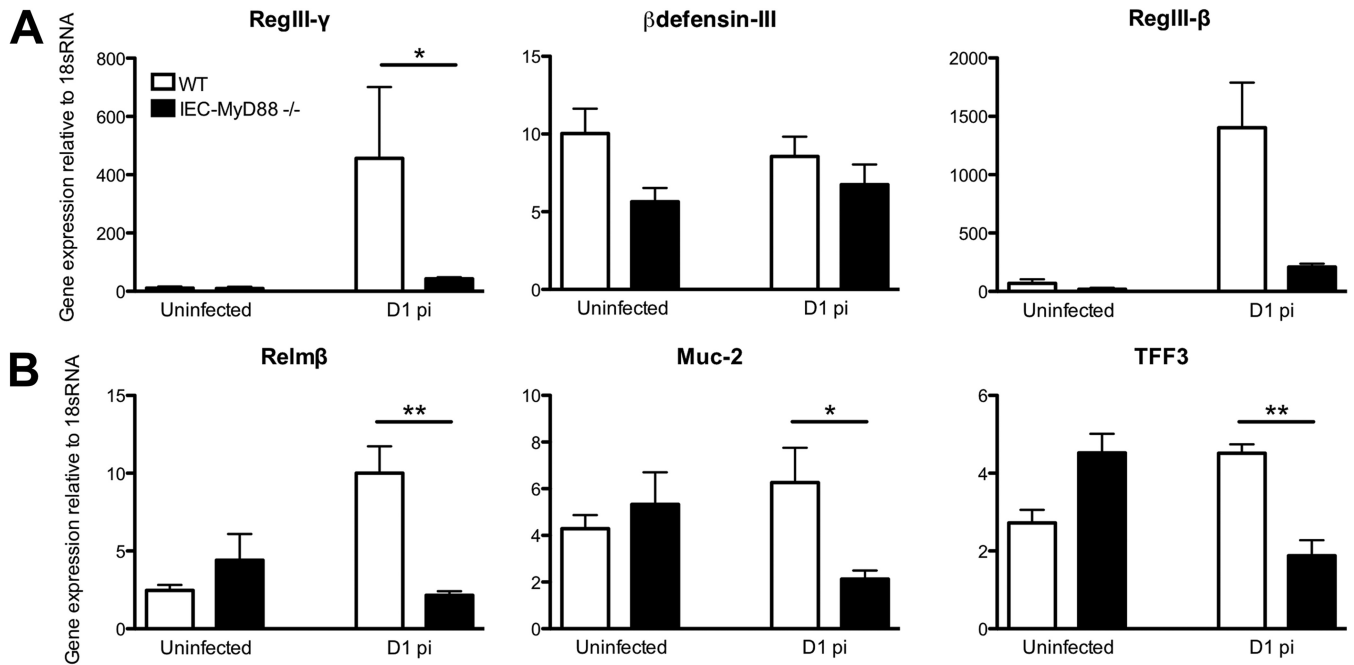 A
RegIII-γ
βdefensin-III
RegIII-β
Gene expression relative to 18sRNA
800
600
400
200
0
WT
IEC-MyD88 -/-
*
Uninfected
D1 pi
15
10
5
0
Uninfected
D1 pi
2000
1500
1000
500
0
Uninfected
D1 pi
B
Relmβ
Muc-2
TFF3
Gene expression relative to 18sRNA
15
10
5
0
**
Uninfected
D1 pi
10
8
6
4
2
0
*
Uninfected
D1 pi
6
4
2
0
**
Uninfected
D1 pi